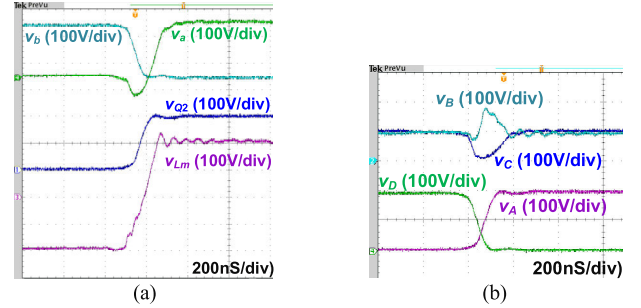 Tek PreVu
v_b (100V/div) v_a (100V/div)
v_Q2 (100V/div)
v_Lm (100V/div)
200nS/div)
(a)
Tek PreVu
v_B (100V/div)
v_C (100V/div)
v_D (100V/div)
v_A (100V/div)
200nS/div)
(b)